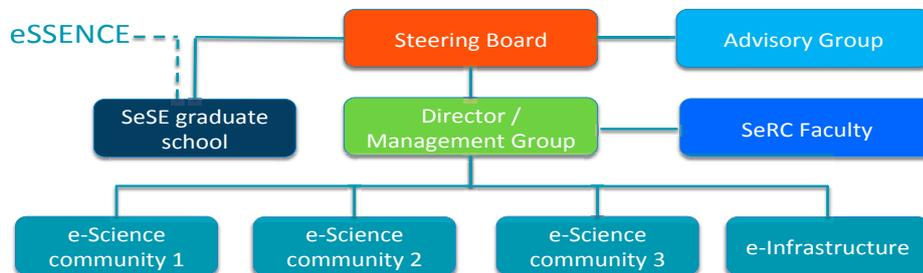 eSSENCE
Steering Board
Advisory Group
SeSE graduate
school
Director /
Management Group
SeRC Faculty
e-Science
community 1
e-Science
community 2
e-Science
community 3
e-Infrastructure